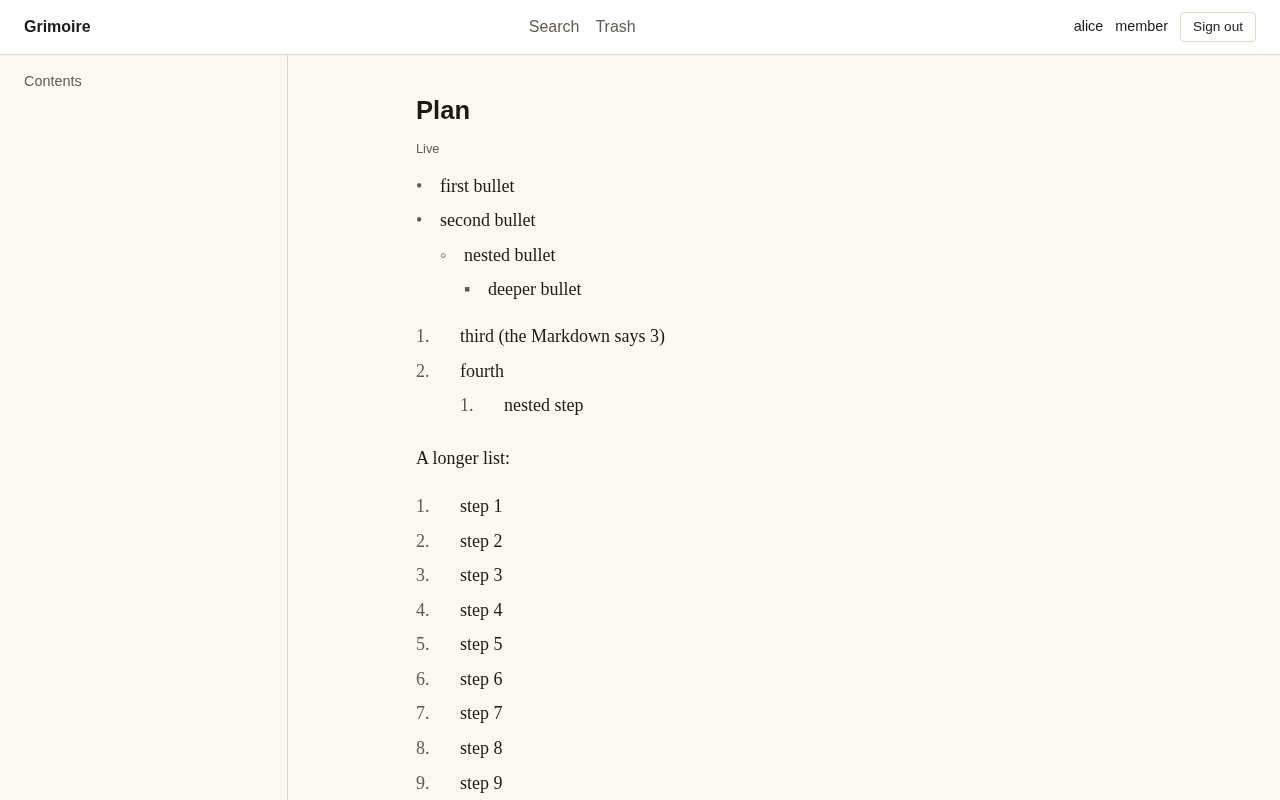 Grimoire
Search Trash
alice member Sign out
Contents
Plan
Live
• first bullet
• second bullet
◦ nested bullet
▪ deeper bullet
1. third (the Markdown says 3)
2. fourth
1. nested step
A longer list:
1. step 1
2. step 2
3. step 3
4. step 4
5. step 5
6. step 6
7. step 7
8. step 8
9. step 9